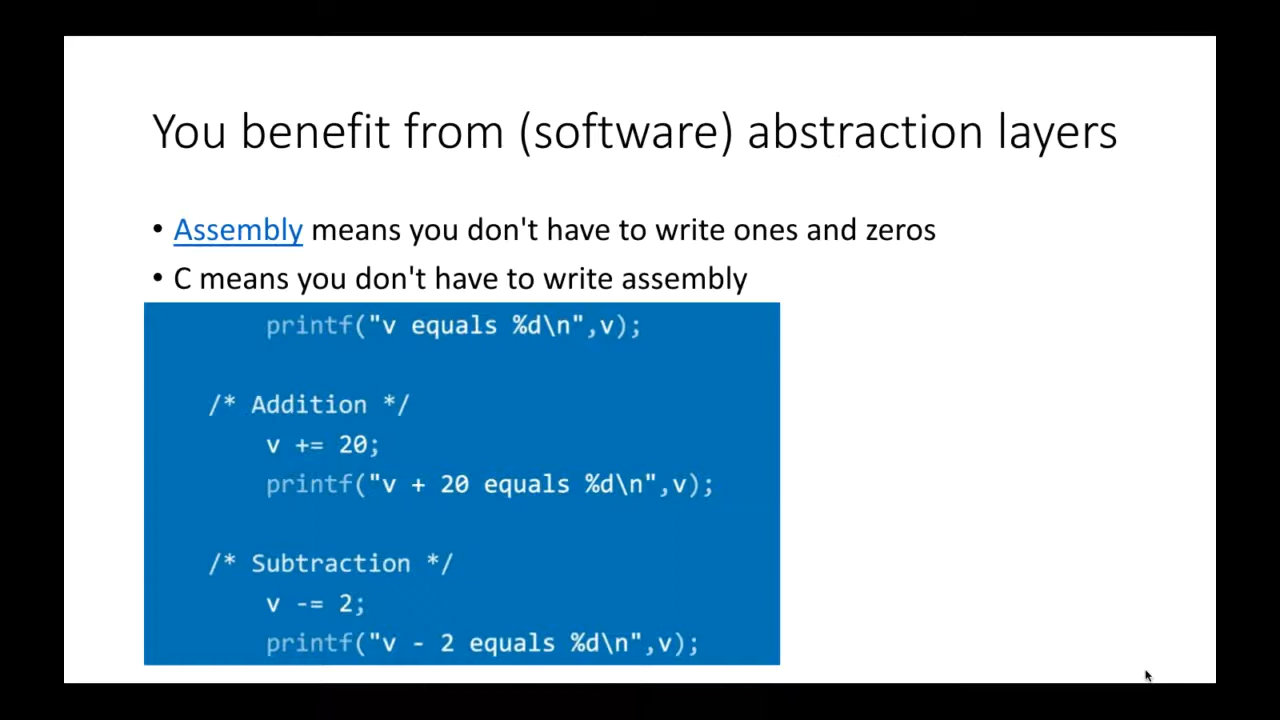 You benefit from (software) abstraction layers
• Assembly means you don't have to write ones and zeros
• C means you don't have to write assembly
printf("v equals %d\n",v);
/* Addition */
v += 20;
printf("v + 20 equals %d\n",v);
/* Subtraction */
v -= 2;
printf("v - 2 equals %d\n",v);